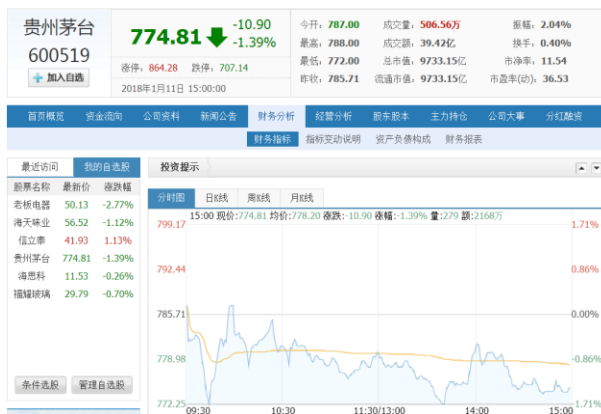 贵州茅台
600519
加入自选
774.81 -10.90
-1.39%
涨停: 864.28 跌停: 707.14
2018年1月11日 15:00:00
今开: 787.00 成交量: 506.56万 振幅: 2.04%
最高: 788.00 成交额: 39.42亿 换手: 0.40%
最低: 772.00 总市值: 9733.15亿 市净率: 11.54
昨收: 785.71 流通市值: 9733.15亿 市盈率(动): 36.53
首页概览 资金流向 公司资料 新闻公告 财务分析 经营分析 股东股本 主力持仓 公司大事 分红融资
财务指标 指标变动说明 资产负债构成 财务报表
最近访问 我的自选股
股票名称 最新价 涨跌幅
老板电器 50.13 -2.77%
海天味业 56.52 -1.12%
信立泰 41.93 1.13%
贵州茅台 774.81 -1.39%
海思科 11.53 -0.26%
福耀玻璃 29.79 -0.70%
条件选股 管理自选股
投资提示
分时图 日K线 周K线 月K线
15:00 现价:774.81 均价:778.20 涨跌:-10.90 涨幅:-1.39% 量:279 额:2168万
799.17 1.71%
792.44 0.86%
785.71 0.00%
778.98 -0.86%
772.25 -1.71%
09:30 10:30 11:30/13:00 14:00 15:00